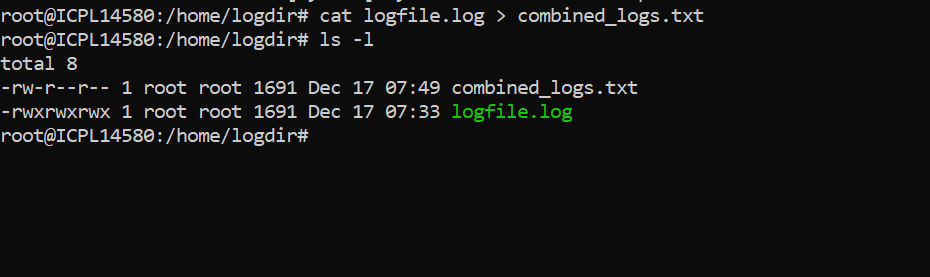 root@ICPL14580:/home/logdir# cat logfile.log > combined_logs.txt
root@ICPL14580:/home/logdir# ls -l
total 8
-rw-r--r-- 1 root root 1691 Dec 17 07:49 combined_logs.txt
-rwxrwxrwx 1 root root 1691 Dec 17 07:33 logfile.log
root@ICPL14580:/home/logdir#